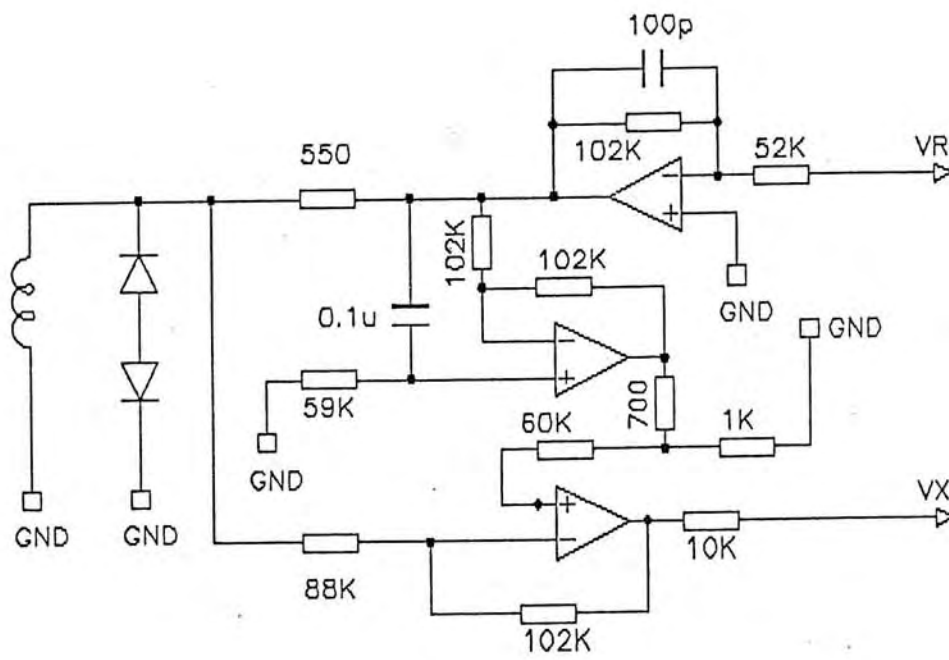 100p
102K
52K
VR
550
-
+
102K
102K
GND
GND
0.1u
-
+
59K
700
1K
60K
GND
GND
GND
+
-
VX
10K
88K
102K